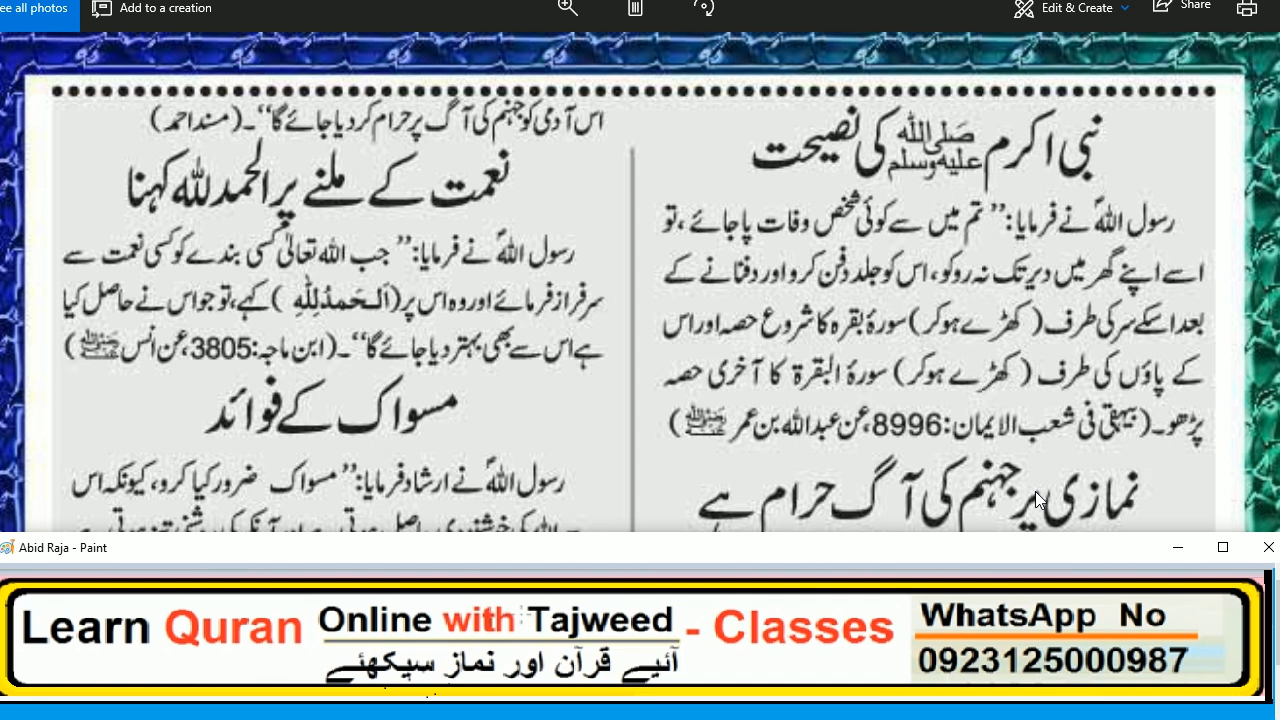 ee all photos
Add to a creation
Edit & Create
Share
نبی اکرم صلى الله عليه وسلم کی نصیحت
رسول اللہؐ نے فرمایا: ’’تم میں سے کوئی شخص وفات پا جائے، تو
اسے اپنے گھر میں دیر تک نہ روکو، اس کو جلد دفن کرو اور دفنانے کے
بعد اسکے سر کی طرف (کھڑے ہوکر) سورۂ بقرہ کا شروع حصہ اور اس
کے پاؤں کی طرف (کھڑے ہوکر) سورۂ البقرۃ کا آخری حصہ
پڑھو۔ (بیہقی فی شعب الایمان: 8996، عن عبداللہ بن عمر ؓ)
نمازی پر جہنم کی آگ حرام ہے
اس آدمی کو جہنم کی آگ پر حرام کر دیا جائے گا‘‘۔ (مسند احمد)
نعمت کے ملنے پر الحمدللہ کہنا
رسول اللہؐ نے فرمایا: ’’جب اللہ تعالیٰ کسی بندے کو کسی نعمت سے
سرفراز فرمائے اور وہ اس پر (اَلْحَمْدُلِلّٰهِ) کہے، تو جو اس نے حاصل کیا
ہے اس سے بھی بہتر دیا جائے گا‘‘۔ (ابن ماجہ: 3805، عن انس ؓ)
مسواک کے فوائد
رسول اللہؐ نے ارشاد فرمایا: ’’مسواک ضرور کیا کرو، کیونکہ اس
Abid Raja - Paint
Learn Quran Online with Tajweed - Classes
آئیے قرآن اور نماز سیکھئے
WhatsApp No
0923125000987